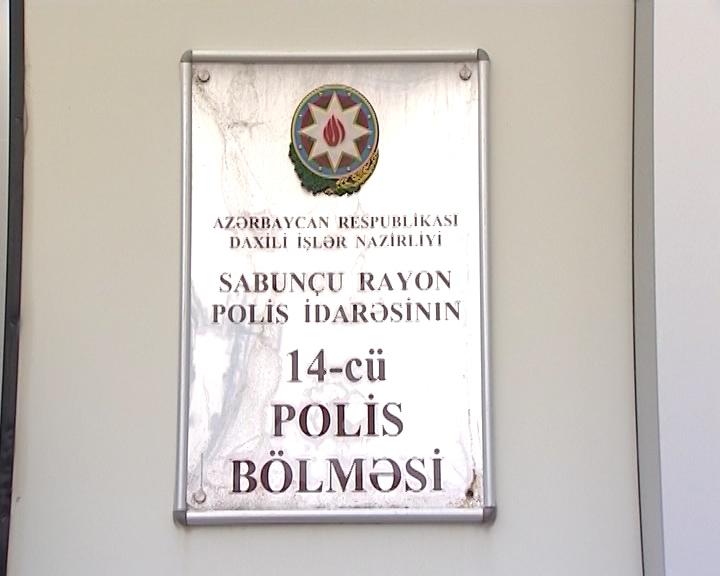 AZƏRBAYCAN RESPUBLİKASI
DAXİLİ İŞLƏR NAZİRLİYİ
SABUNÇU RAYON
POLİS İDARƏSİNİN
14-cü
POLİS
BÖLMƏSİ